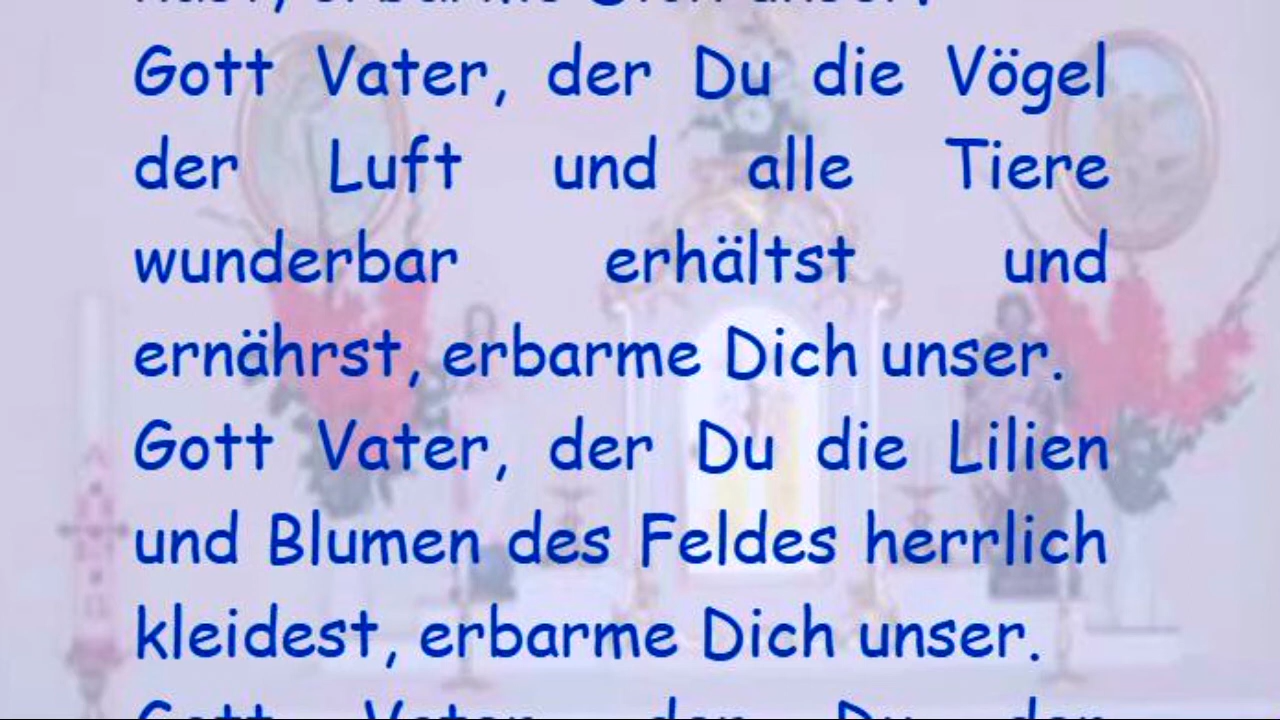 Gott Vater, der Du die Vögel
der Luft und alle Tiere
wunderbar erhältst und
ernährst, erbarme Dich unser.
Gott Vater, der Du die Lilien
und Blumen des Feldes herrlich
kleidest, erbarme Dich unser.